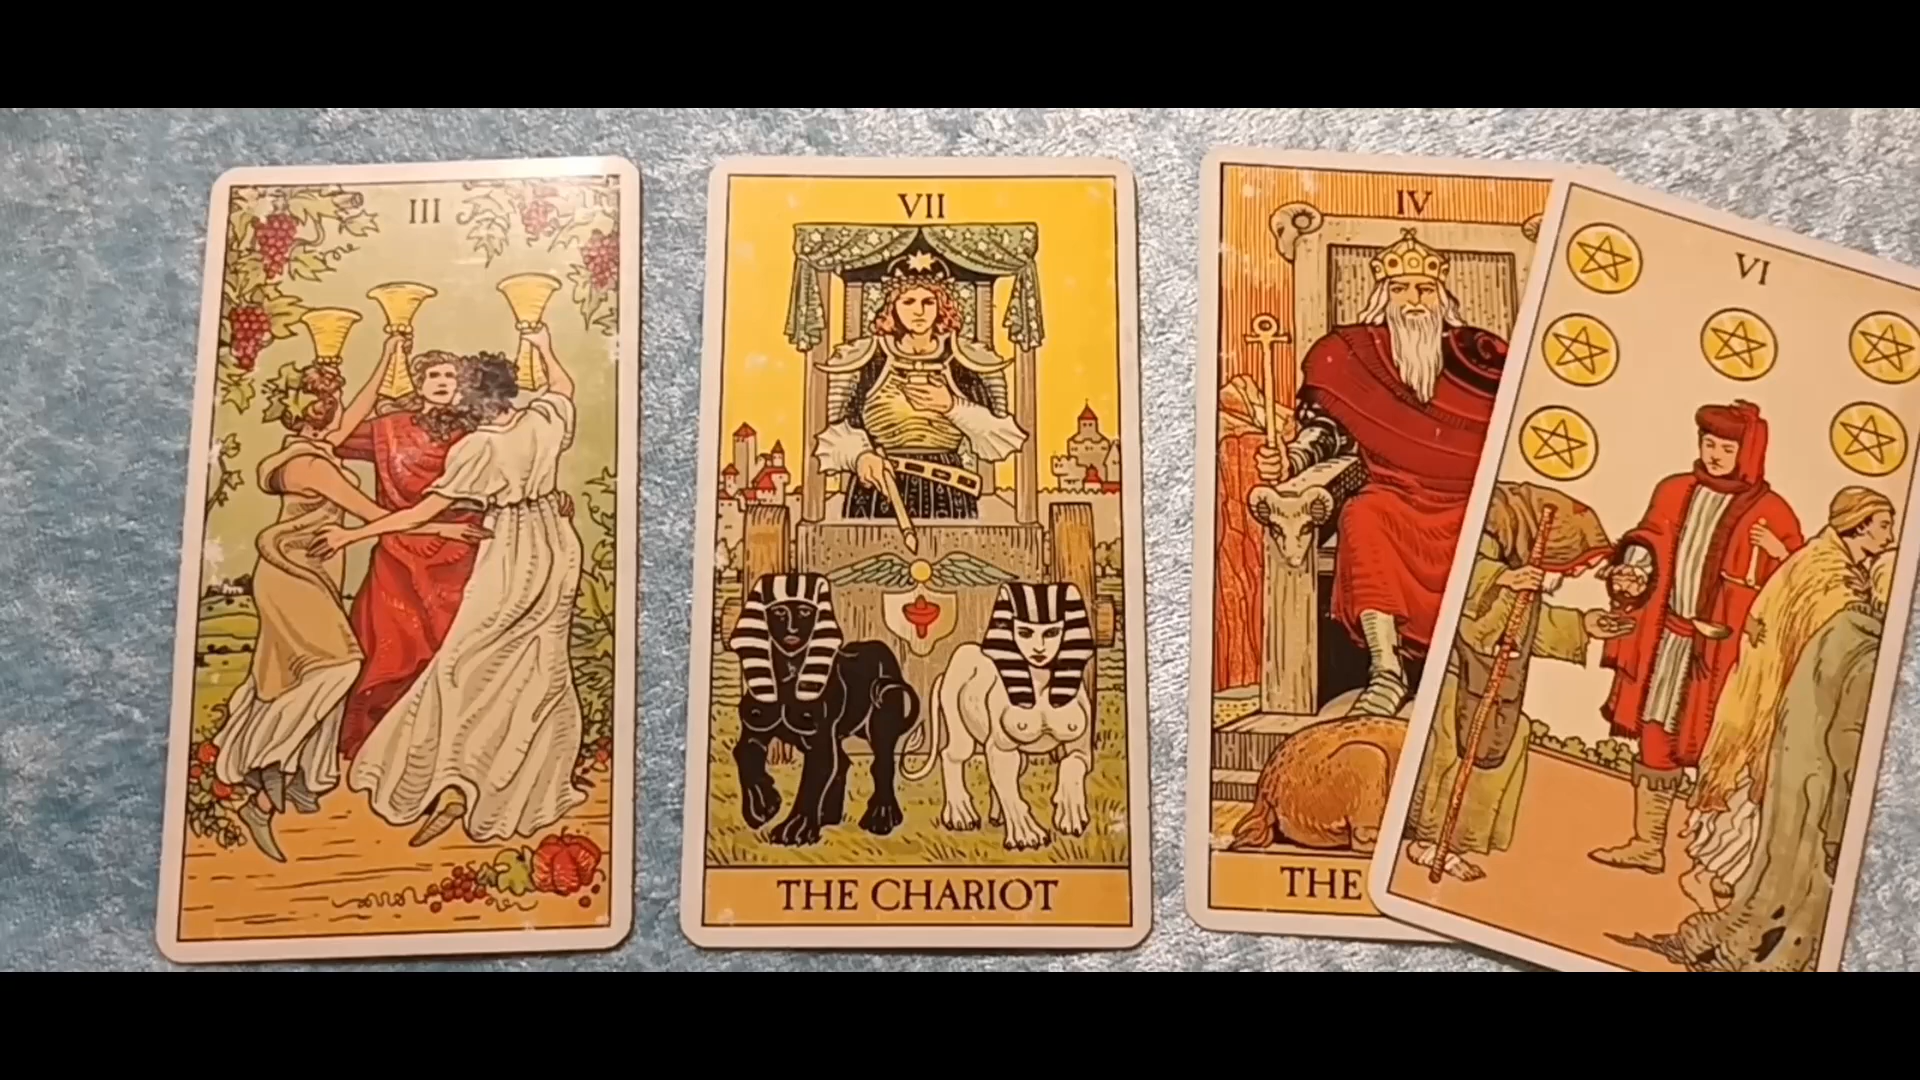 III
VII
THE CHARIOT
IV
THE
VI